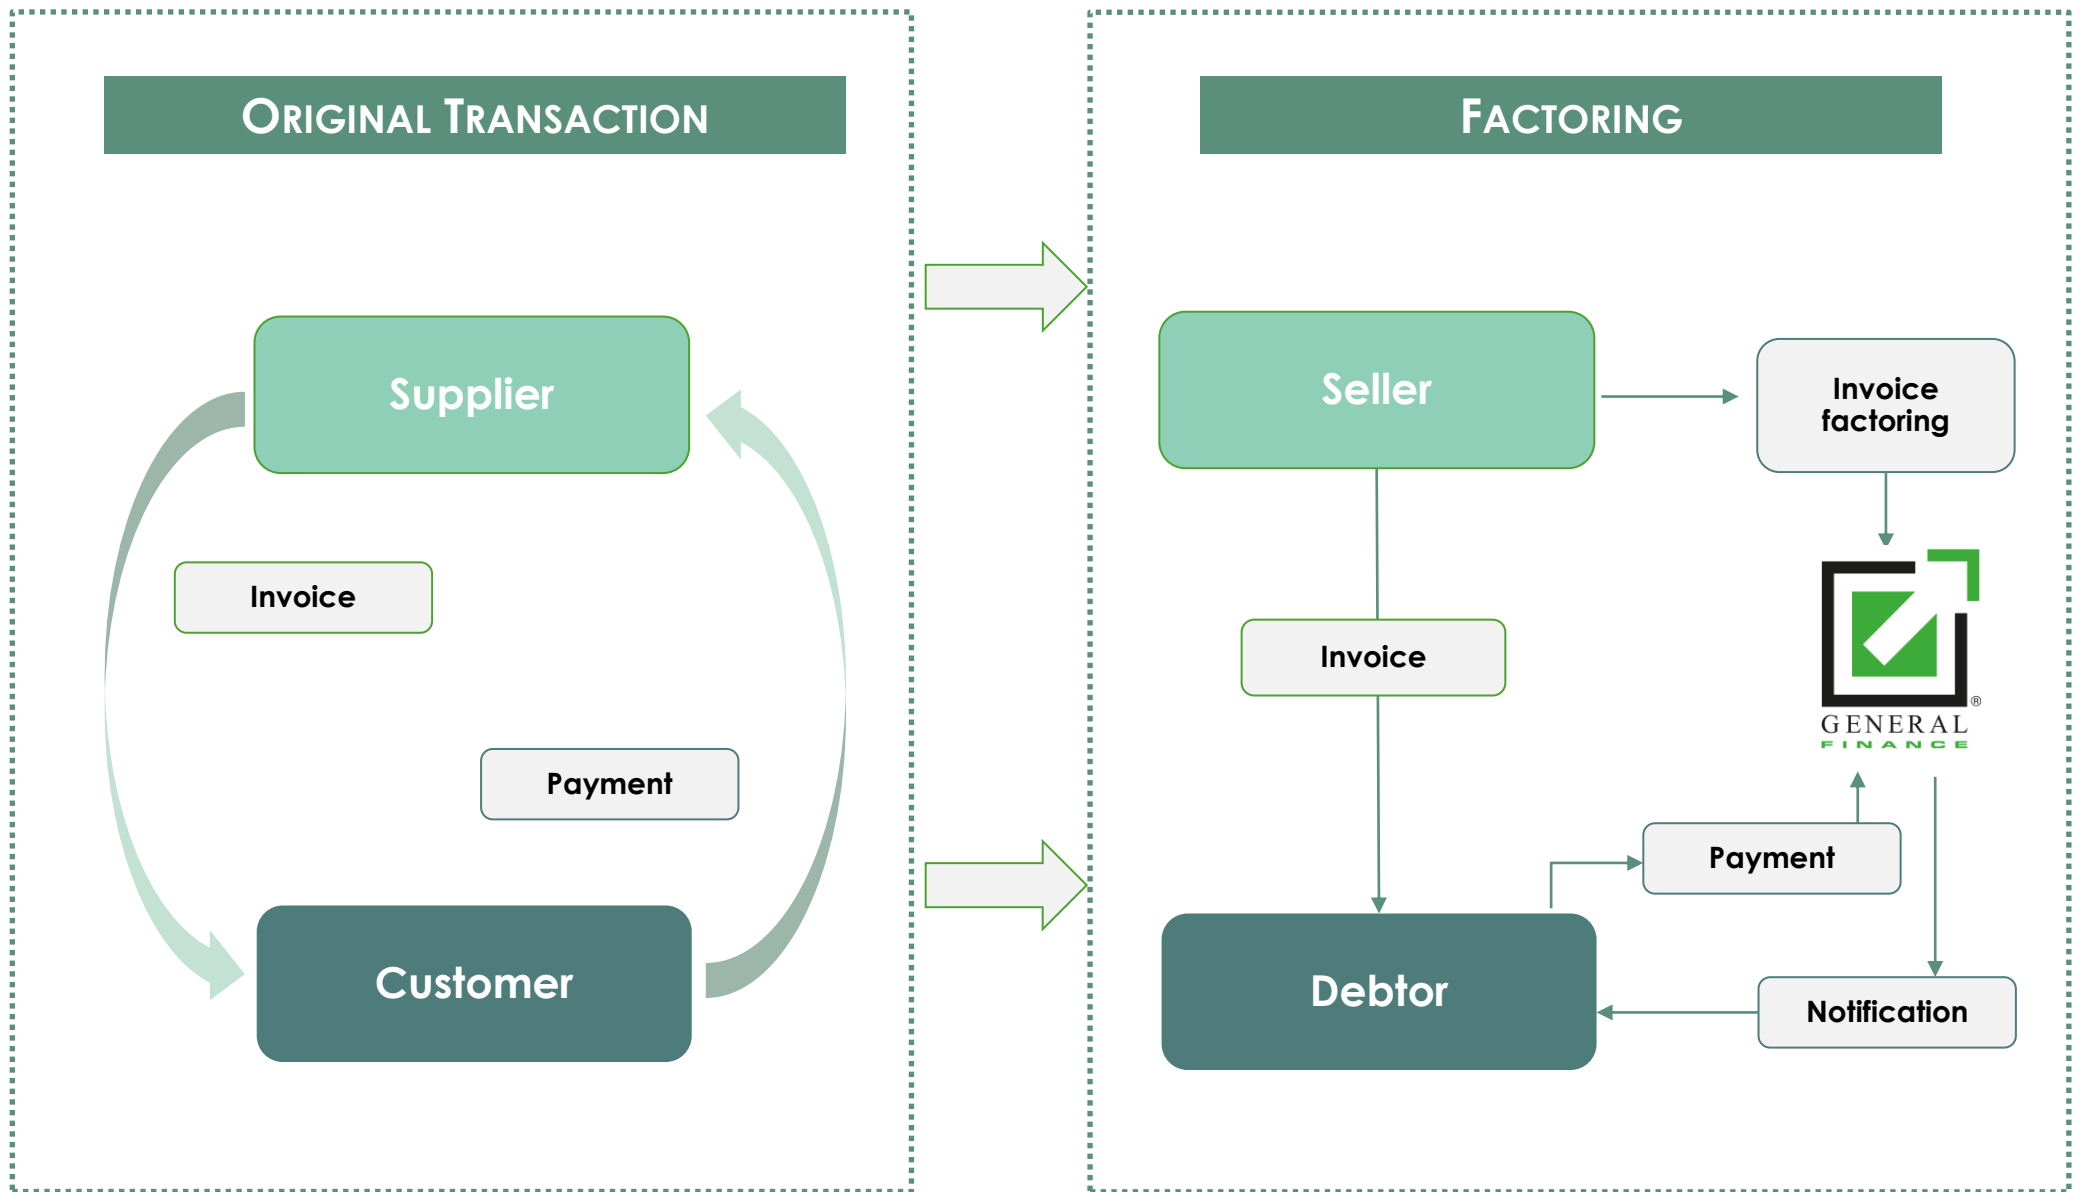 ORIGINAL TRANSACTION
Supplier
Invoice
Payment
Customer
FACTORING
Seller
Invoice
factoring
Invoice
®
GENERAL
FINANCE
Payment
Debtor
Notification